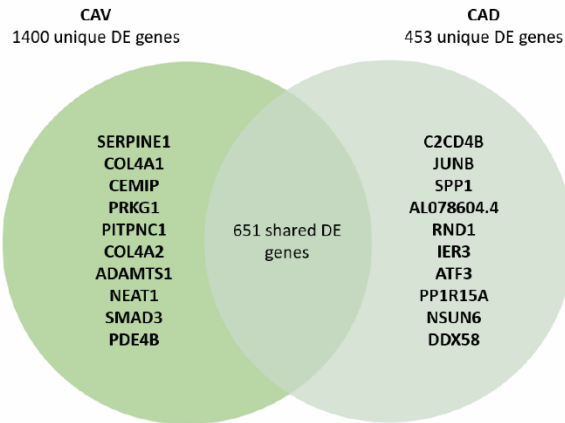 CAV
1400 unique DE genes
CAD
453 unique DE genes
SERPINE1
COL4A1
CEMIP
PRKG1
PITPNC1
COL4A2
ADAMTS1
NEAT1
SMAD3
PDE4B
651 shared DE
genes
C2CD4B
JUNB
SPP1
AL078604.4
RND1
IER3
ATF3
PP1R15A
NSUN6
DDX58